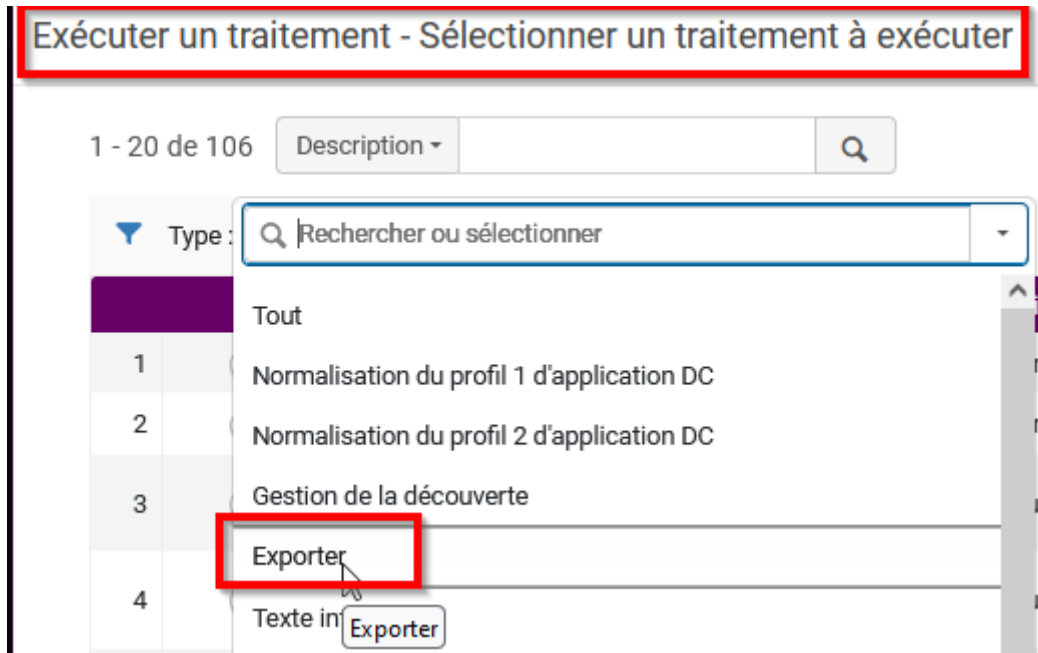 Exécuter un traitement - Sélectionner un traitement à exécuter
1 - 20 de 106 Description
Type : Rechercher ou sélectionner
Tout
1
Normalisation du profil 1 d'application DC
2
Normalisation du profil 2 d'application DC
3
Gestion de la découverte
Exporter
4
Texte
Exporter